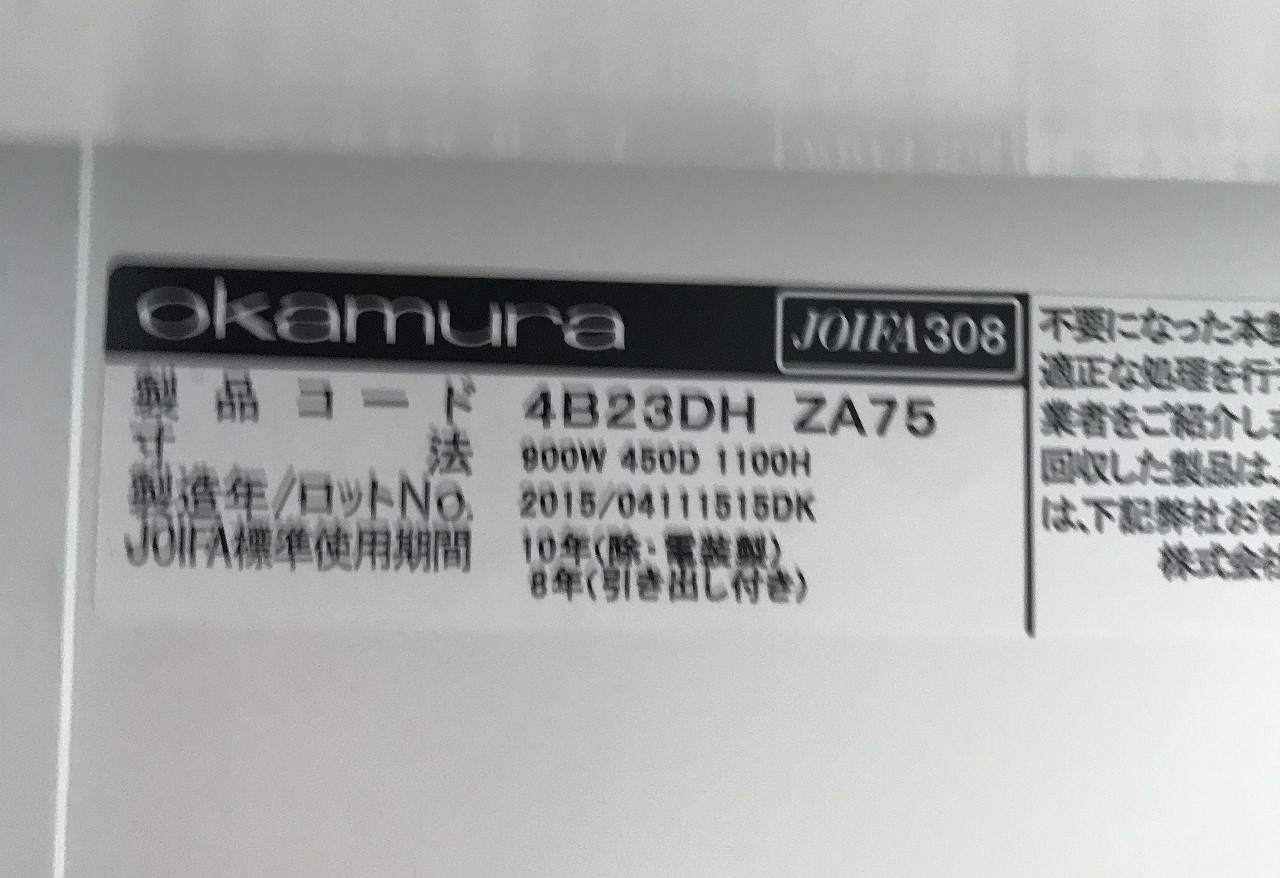 okamura JOIFA308
製品コード 4B23DH ZA75
寸法 900W 450D 1100H
製造年/ロットNo. 2015/04111515DK
JOIFA標準使用期間 10年(除・電装製)
8年(引き出し付き)
不要になった本
適正な処理を行
業者をご紹介し
回収した製品は、
は、下記弊社お客
株式会社